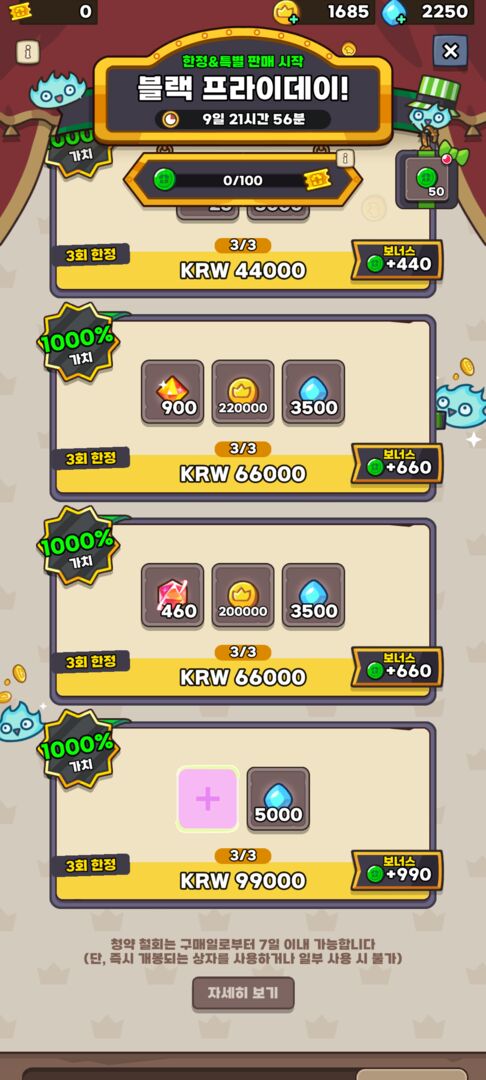 0
1685
2250
한정&특별 판매 시작
블랙 프라이데이!
9일 21시간 56분
가치
0/100
50
3회 한정
3/3
KRW 44000
보너스
+440
1000%
가치
900
220000
3500
3회 한정
3/3
KRW 66000
보너스
+660
1000%
가치
460
200000
3500
3회 한정
3/3
KRW 66000
보너스
+660
1000%
가치
5000
3회 한정
3/3
KRW 99000
보너스
+990
청약 철회는 구매일로부터 7일 이내 가능합니다
(단, 즉시 개봉되는 상자를 사용하거나 일부 사용 시 불가)
자세히 보기